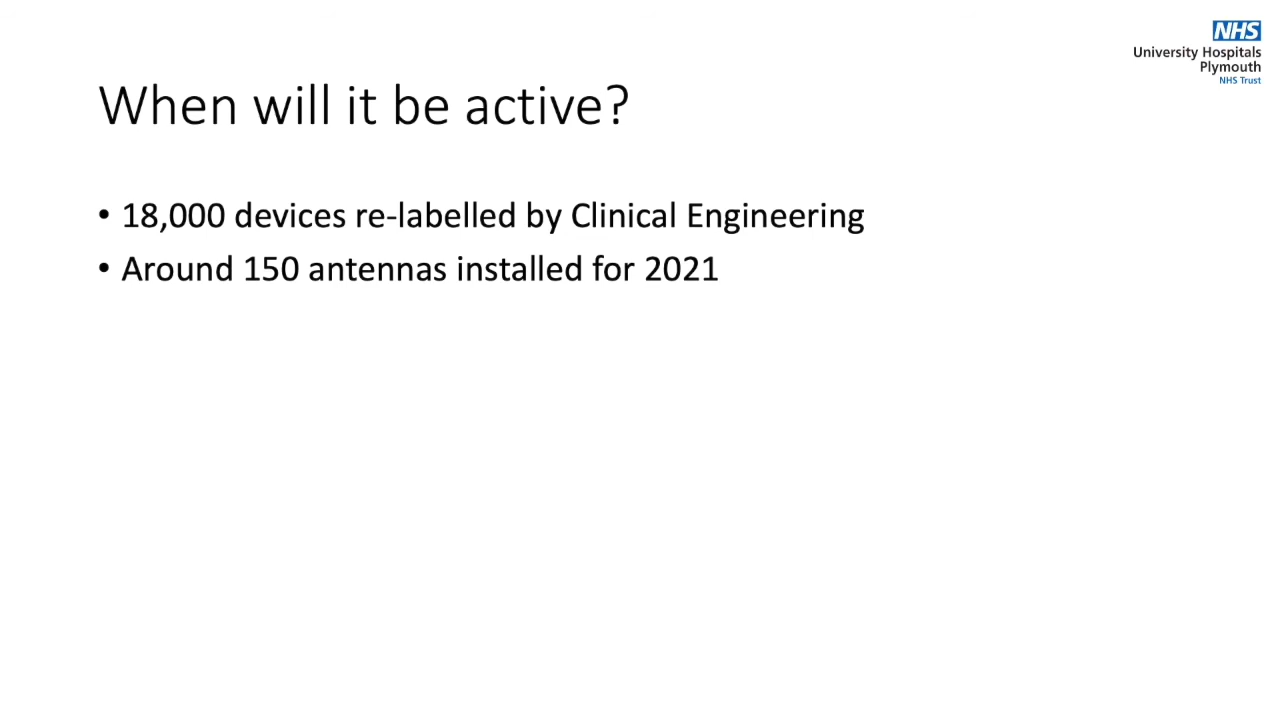 NHS
University Hospitals
Plymouth
NHS Trust
When will it be active?
• 18,000 devices re-labelled by Clinical Engineering
• Around 150 antennas installed for 2021